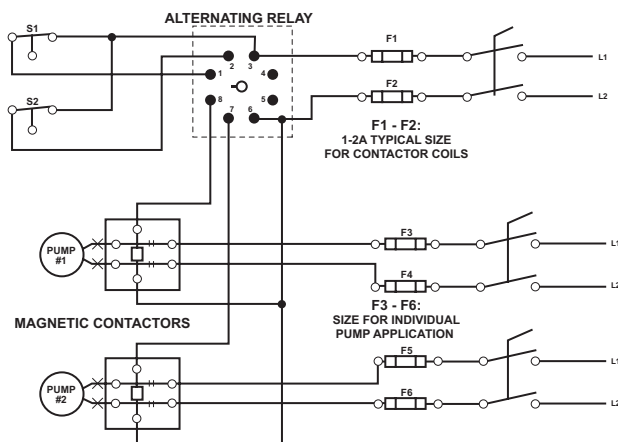 ALTERNATING RELAY
S1
S2
1
2
3
4
5
6
7
8
F1
L1
F2
L2
F1 - F2:
1-2A TYPICAL SIZE
FOR CONTACTOR COILS
PUMP
#1
F3
L1
F4
L2
MAGNETIC CONTACTORS
F3 - F6:
SIZE FOR INDIVIDUAL
PUMP APPLICATION
PUMP
#2
F5
L1
F6
L2